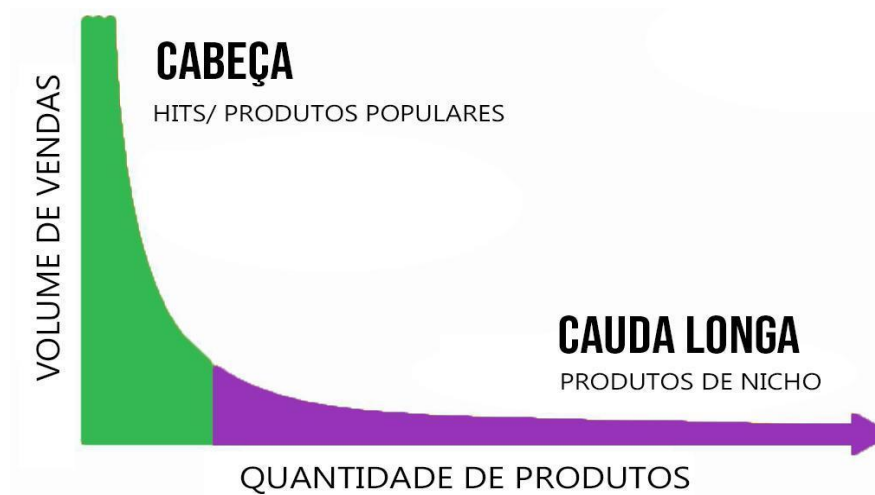 CABEÇA
HITS/ PRODUTOS POPULARES
VOLUME DE VENDAS
CAUDA LONGA
PRODUTOS DE NICHO
QUANTIDADE DE PRODUTOS